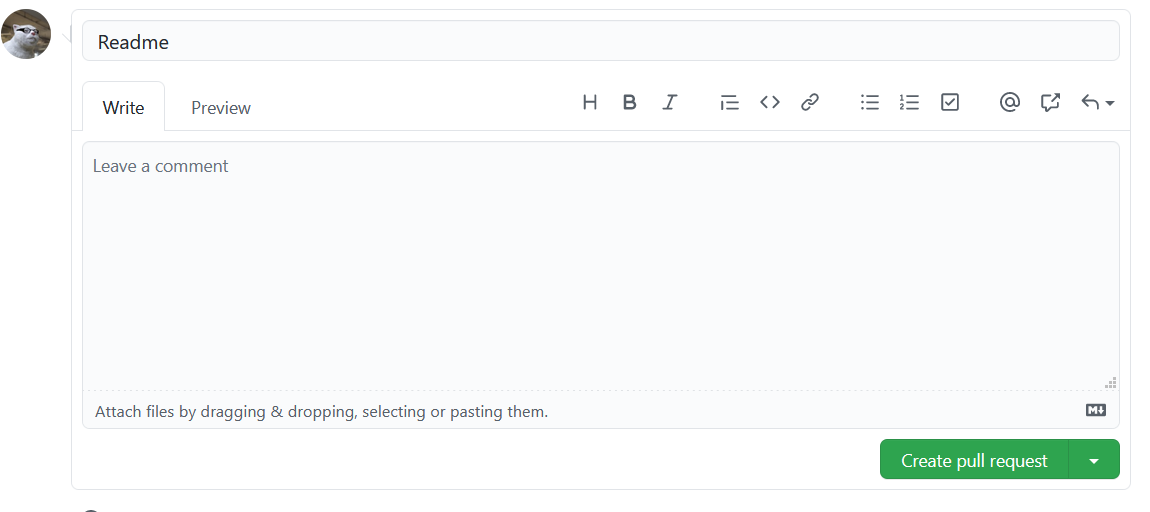 Readme
Write Preview
Leave a comment
Attach files by dragging & dropping, selecting or pasting them.
Create pull request